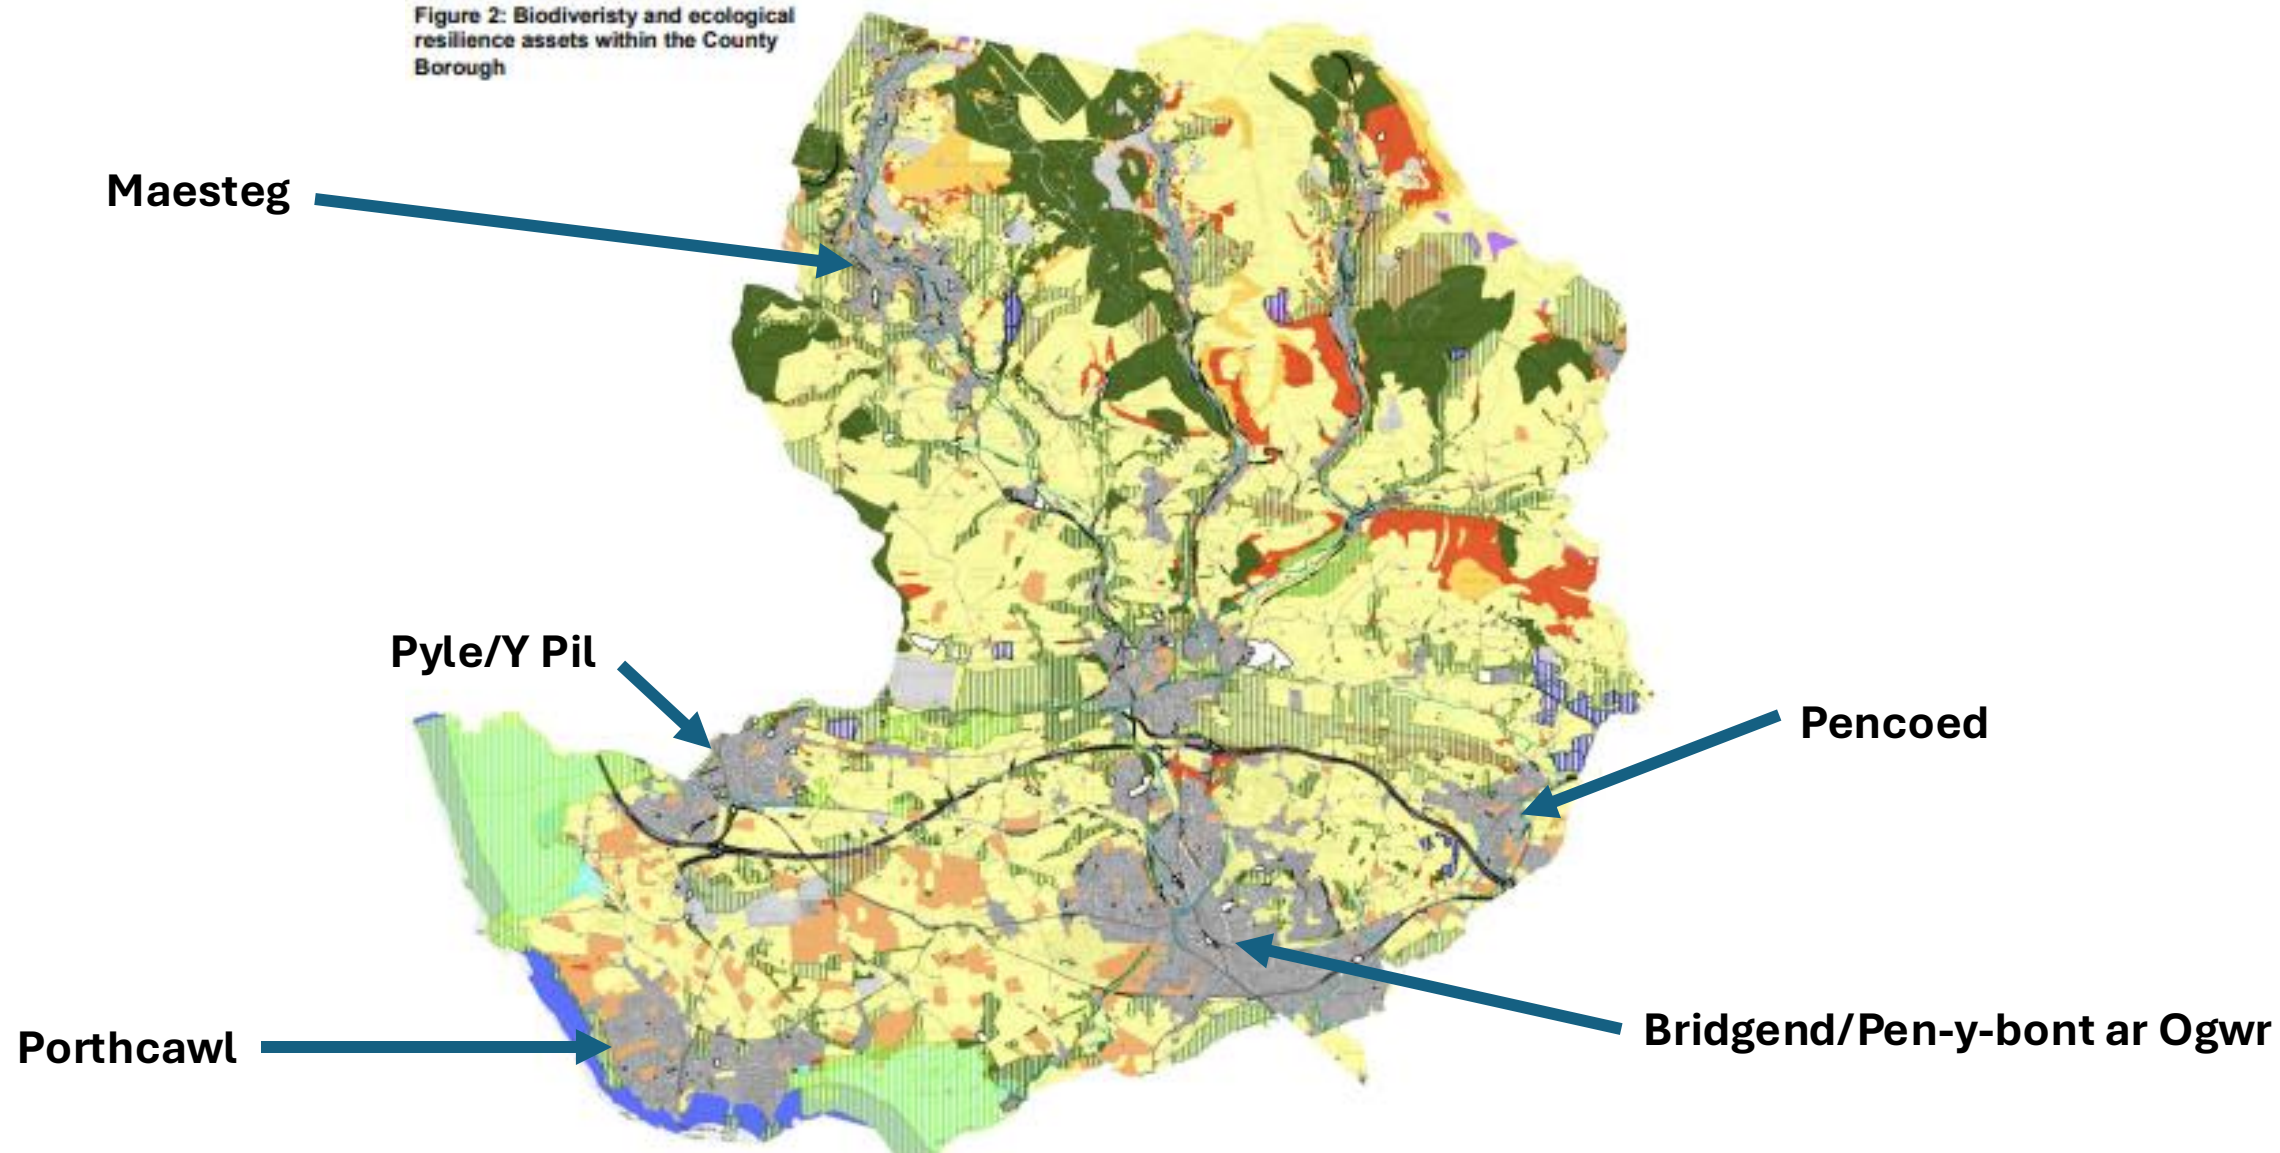 Figure 2: Biodiveristy and ecological
resilience assets within the County
Borough
Maesteg
Pyle/Y Pil
Pencoed
Porthcawl
Bridgend/Pen-y-bont ar Ogwr